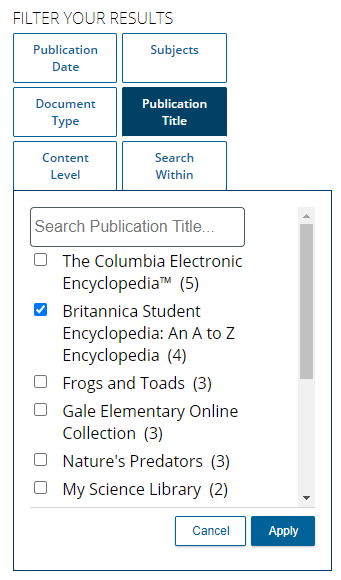 FILTER YOUR RESULTS
Publication
Date
Subjects
Document
Type
Publication
Title
Content
Level
Search
Within
Search Publication Title...
The Columbia Electronic
Encyclopedia™ (5)
Britannica Student
Encyclopedia: An A to Z
Encyclopedia (4)
Frogs and Toads (3)
Gale Elementary Online
Collection (3)
Nature's Predators (3)
My Science Library (2)
Cancel
Apply